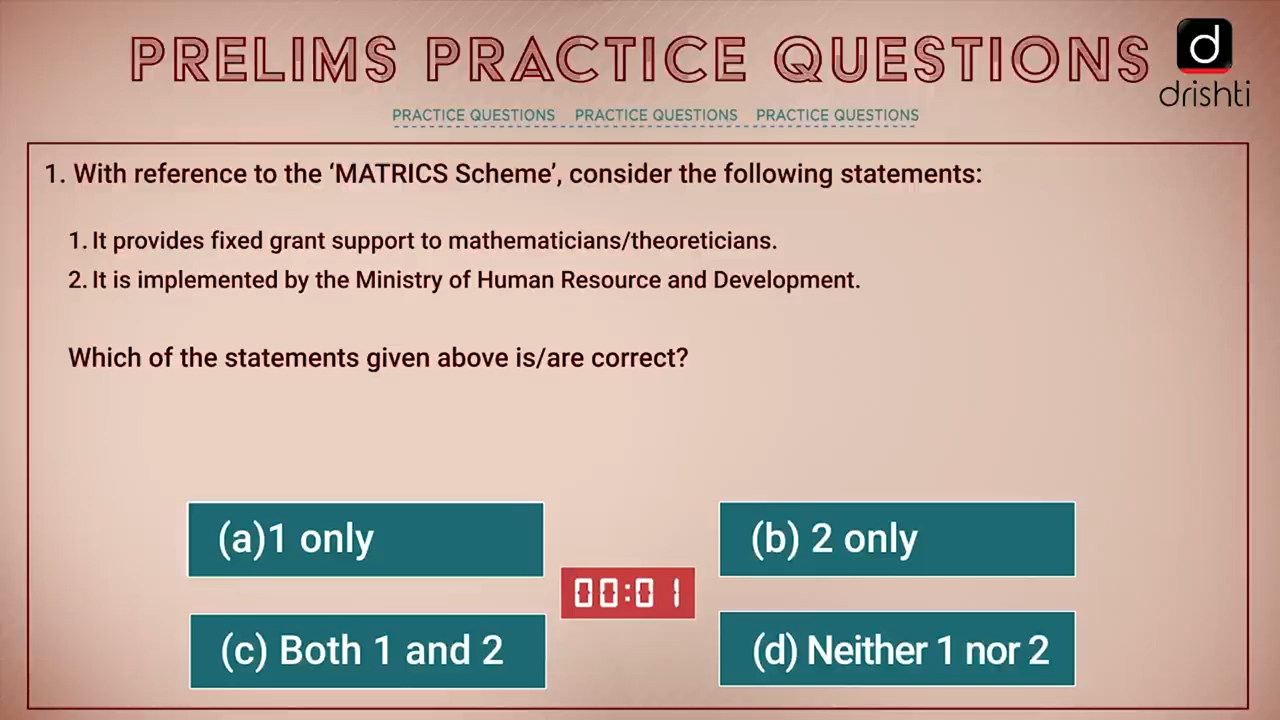 PRELIMS PRACTICE QUESTIONS
d
drishti
PRACTICE QUESTIONS PRACTICE QUESTIONS PRACTICE QUESTIONS
1. With reference to the ‘MATRICS Scheme’, consider the following statements:
1. It provides fixed grant support to mathematicians/theoreticians.
2. It is implemented by the Ministry of Human Resource and Development.
Which of the statements given above is/are correct?
(a)1 only
(b) 2 only
00:01
(c) Both 1 and 2
(d) Neither 1 nor 2